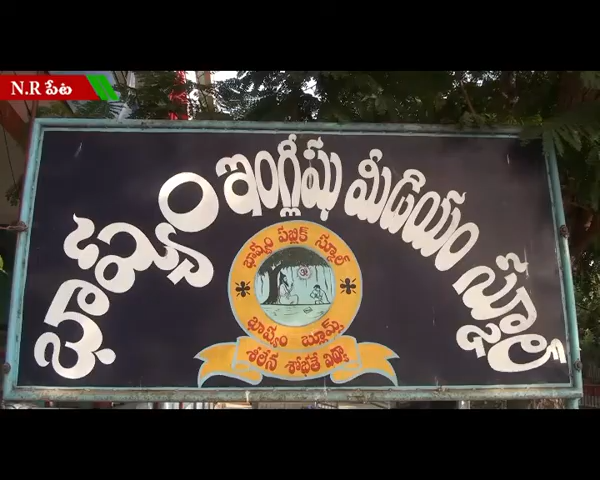 N.R పేట
భాష్యం ఇంగ్లీషు మీడియం స్కూల్
భాష్యం పబ్లిక్ స్కూల్
భాష్యం బ్లూమ్స్
శీలేన శోభతే విద్యా